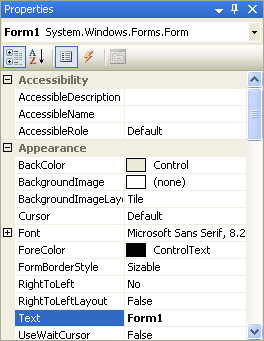 Properties
Form1 System.Windows.Forms.Form
Accessibility
AccessibleDescription
AccessibleName
AccessibleRole Default
Appearance
BackColor Control
BackgroundImage (none)
BackgroundImageLay Tile
Cursor Default
Font Microsoft Sans Serif, 8.2
ForeColor ControlText
FormBorderStyle Sizable
RightToLeft No
RightToLeftLayout False
Text Form1
UseWaitCursor False